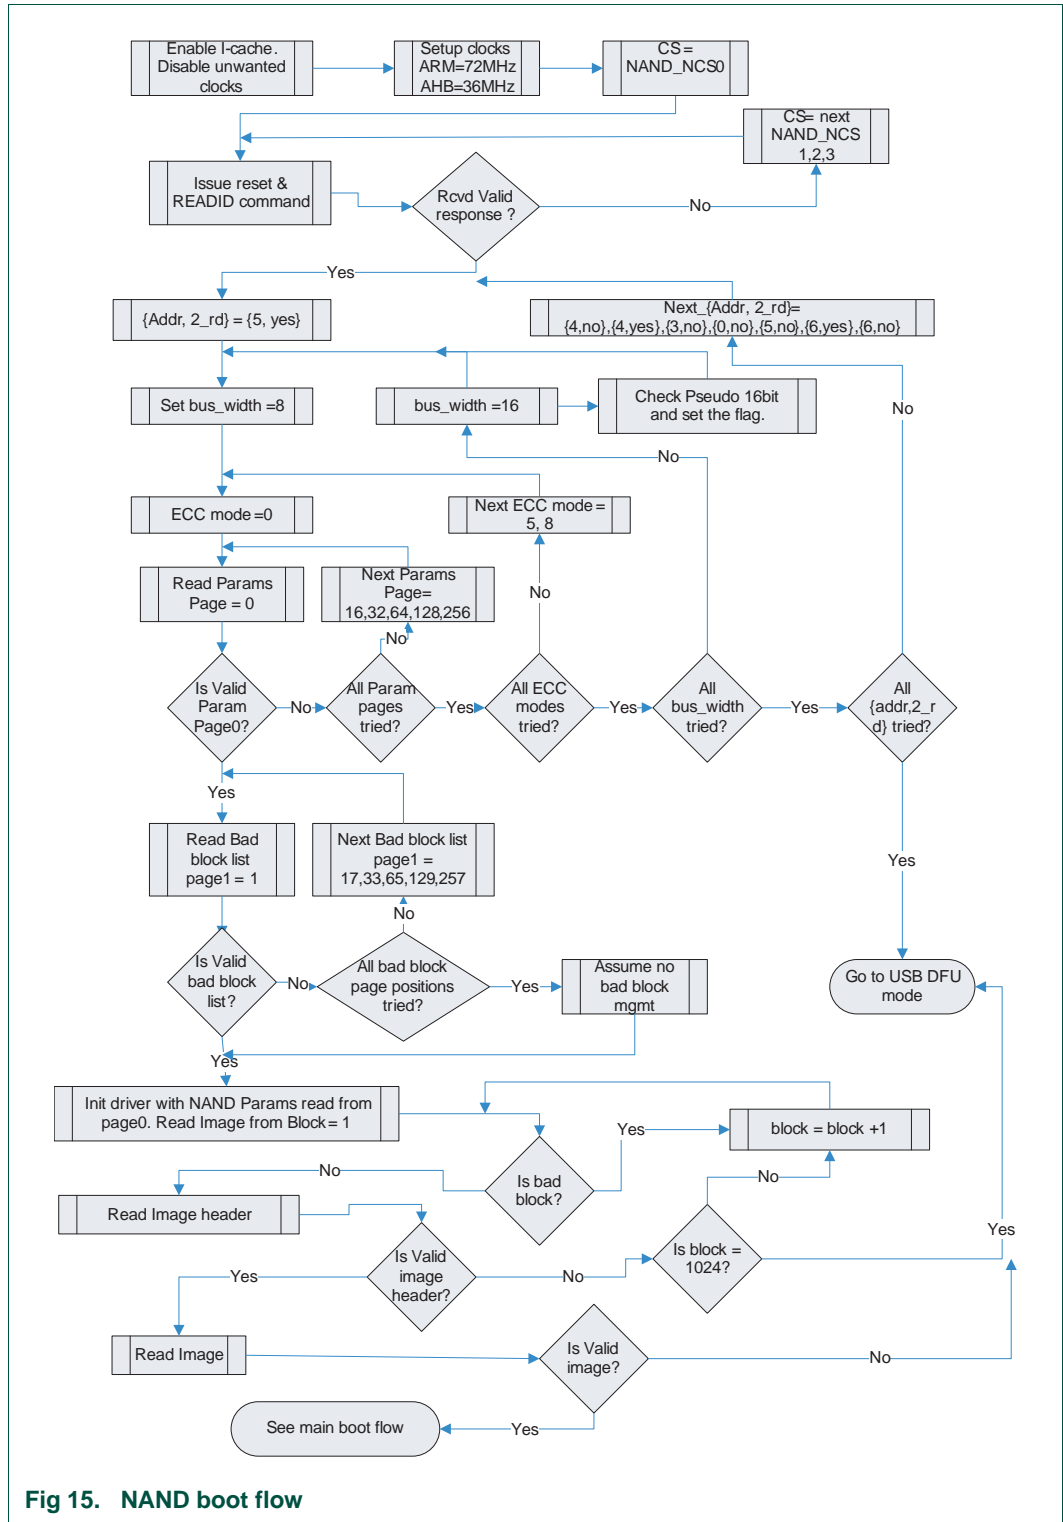 Enable I-cache.
Disable unwanted
clocks
Setup clocks
ARM=72MHz
AHB=36MHz
CS =
NAND_NCS0
CS= next
NAND_NCS
1,2,3
Issue reset &
READID command
Rcvd Valid
response ?
No
Yes
{Addr, 2_rd} = {5, yes}
Next_{Addr, 2_rd}=
{4,no},{4,yes},{3,no},{0,no},{5,no},{6,yes},{6,no}
Set bus_width =8
bus_width =16
Check Pseudo 16bit
and set the flag.
No
No
ECC mode =0
Next ECC mode =
5, 8
Read Params
Page = 0
Next Params
Page=
16,32,64,128,256
No
No
Is Valid
Param
Page0?
No
All Param
pages
tried?
Yes
All ECC
modes
tried?
Yes
All
bus_width
tried?
Yes
All
{addr,2_r
d} tried?
Yes
Read Bad
block list
page1 = 1
Next Bad block list
page1 =
17,33,65,129,257
Yes
No
Is Valid
bad block
list?
No
All bad block
page positions
tried?
Yes
Assume no
bad block
mgmt
Go to USB DFU
mode
Yes
Init driver with NAND Params read from
page0. Read Image from Block= 1
Yes
block = block +1
Is bad
block?
No
No
Read Image header
Is Valid
image
header?
Yes
No
Is block =
1024?
Yes
Read Image
Is Valid
image?
No
See main boot flow
Yes
Fig 15. NAND boot flow